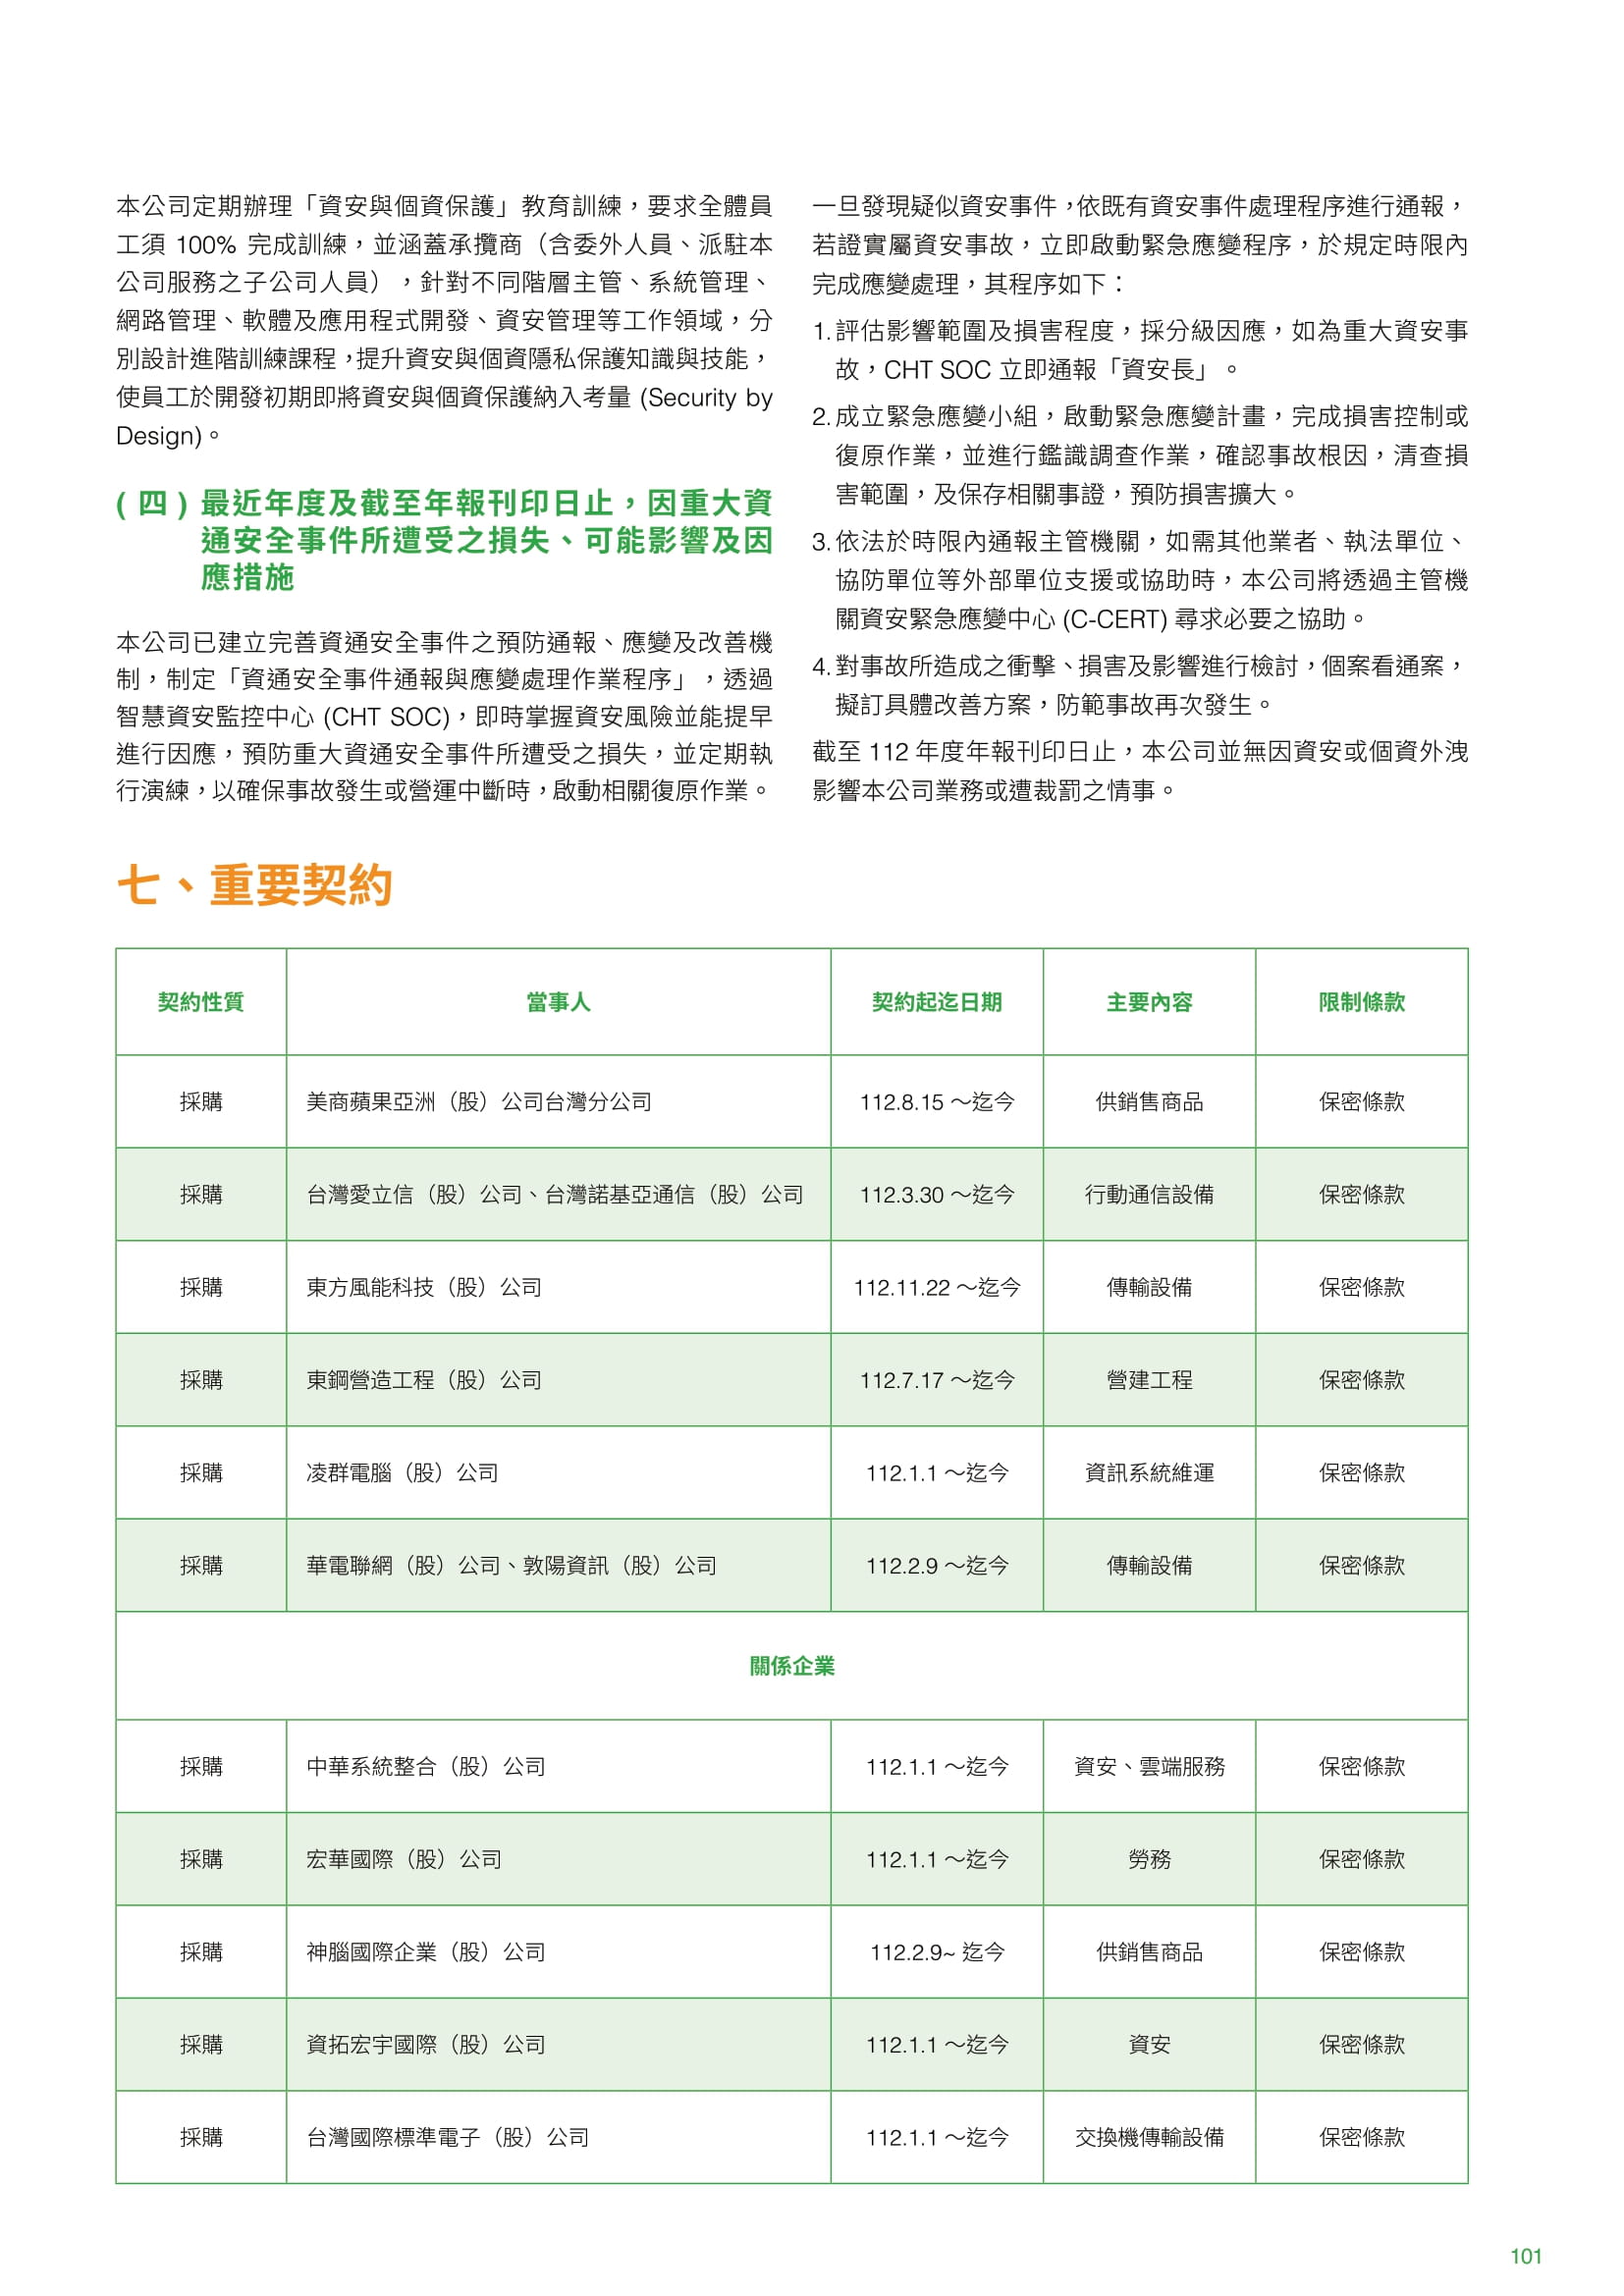 本公司定期辦理「資安與個資保護」教育訓練，要求全體員
工須 100% 完成訓練，並涵蓋承攬商（含委外人員、派駐本
公司服務之子公司人員），針對不同階層主管、系統管理、
網路管理、軟體及應用程式開發、資安管理等工作領域，分
別設計進階訓練課程，提升資安與個資隱私保護知識與技能，
使員工於開發初期即將資安與個資保護納入考量 (Security by
Design)。
( 四 ) 最近年度及截至年報刊印日止，因重大資
通安全事件所遭受之損失、可能影響及因
應措施
本公司已建立完善資通安全事件之預防通報、應變及改善機
制，制定「資通安全事件通報與應變處理作業程序」，透過
智慧資安監控中心 (CHT SOC)，即時掌握資安風險並能提早
進行因應，預防重大資通安全事件所遭受之損失，並定期執
行演練，以確保事故發生或營運中斷時，啟動相關復原作業。
一旦發現疑似資安事件，依既有資安事件處理程序進行通報，
若證實屬資安事故，立即啟動緊急應變程序，於規定時限內
完成應變處理，其程序如下：
1. 評估影響範圍及損害程度，採分級因應，如為重大資安事
故，CHT SOC 立即通報「資安長」。
2. 成立緊急應變小組，啟動緊急應變計畫，完成損害控制或
復原作業，並進行鑑識調查作業，確認事故根因，清查損
害範圍，及保存相關事證，預防損害擴大。
3. 依法於時限內通報主管機關，如需其他業者、執法單位、
協防單位等外部單位支援或協助時，本公司將透過主管機
關資安緊急應變中心 (C-CERT) 尋求必要之協助。
4. 對事故所造成之衝擊、損害及影響進行檢討，個案看通案，
擬訂具體改善方案，防範事故再次發生。
截至 112 年度年報刊印日止，本公司並無因資安或個資外洩
影響本公司業務或遭裁罰之情事。
七、重要契約
契約性質 當事人 契約起迄日期 主要內容 限制條款
採購 美商蘋果亞洲（股）公司台灣分公司 112.8.15 ～迄今 供銷售商品 保密條款
採購 台灣愛立信（股）公司、台灣諾基亞通信（股）公司 112.3.30 ～迄今 行動通信設備 保密條款
採購 東方風能科技（股）公司 112.11.22 ～迄今 傳輸設備 保密條款
採購 東鋼營造工程（股）公司 112.7.17 ～迄今 營建工程 保密條款
採購 凌群電腦（股）公司 112.1.1 ～迄今 資訊系統維運 保密條款
採購 華電聯網（股）公司、敦陽資訊（股）公司 112.2.9 ～迄今 傳輸設備 保密條款
關係企業
採購 中華系統整合（股）公司 112.1.1 ～迄今 資安、雲端服務 保密條款
採購 宏華國際（股）公司 112.1.1 ～迄今 勞務 保密條款
採購 神腦國際企業（股）公司 112.2.9~ 迄今 供銷售商品 保密條款
採購 資拓宏宇國際（股）公司 112.1.1 ～迄今 資安 保密條款
採購 台灣國際標準電子（股）公司 112.1.1 ～迄今 交換機傳輸設備 保密條款
101